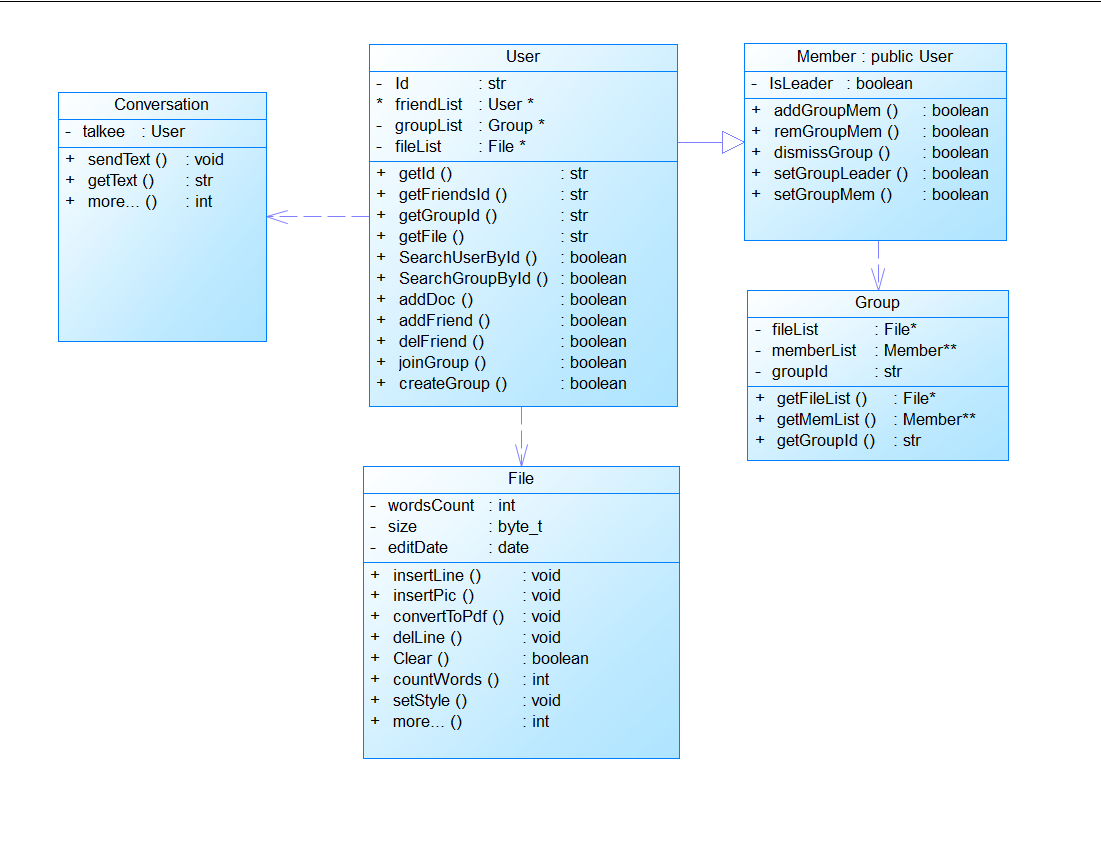 Conversation
- talkee : User
+ sendText () : void
+ getText () : str
+ more... () : int
User
- Id : str
* friendList : User *
- groupList : Group *
- fileList : File *
+ getId () : str
+ getFriendsId () : str
+ getGroupId () : str
+ getFile () : str
+ SearchUserById () : boolean
+ SearchGroupById () : boolean
+ addDoc () : boolean
+ addFriend () : boolean
+ delFriend () : boolean
+ joinGroup () : boolean
+ createGroup () : boolean
Member : public User
- IsLeader : boolean
+ addGroupMem () : boolean
+ remGroupMem () : boolean
+ dismissGroup () : boolean
+ setGroupLeader () : boolean
+ setGroupMem () : boolean
Group
- fileList : File*
- memberList : Member**
- groupId : str
+ getFileList () : File*
+ getMemList () : Member**
+ getGroupId () : str
File
- wordsCount : int
- size : byte_t
- editDate : date
+ insertLine () : void
+ insertPic () : void
+ convertToPdf () : void
+ delLine () : void
+ Clear () : boolean
+ countWords () : int
+ setStyle () : void
+ more... () : int